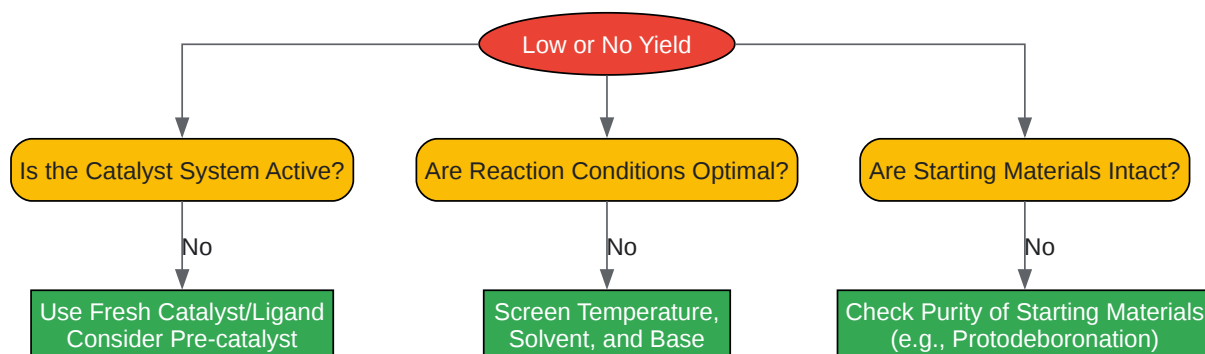 Low or No Yield
Is the Catalyst System Active?
Are Reaction Conditions Optimal?
Are Starting Materials Intact?
No
No
No
Use Fresh Catalyst/Ligand
Consider Pre-catalyst
Screen Temperature,
Solvent, and Base
Check Purity of Starting Materials
(e.g., Protodeboronation)